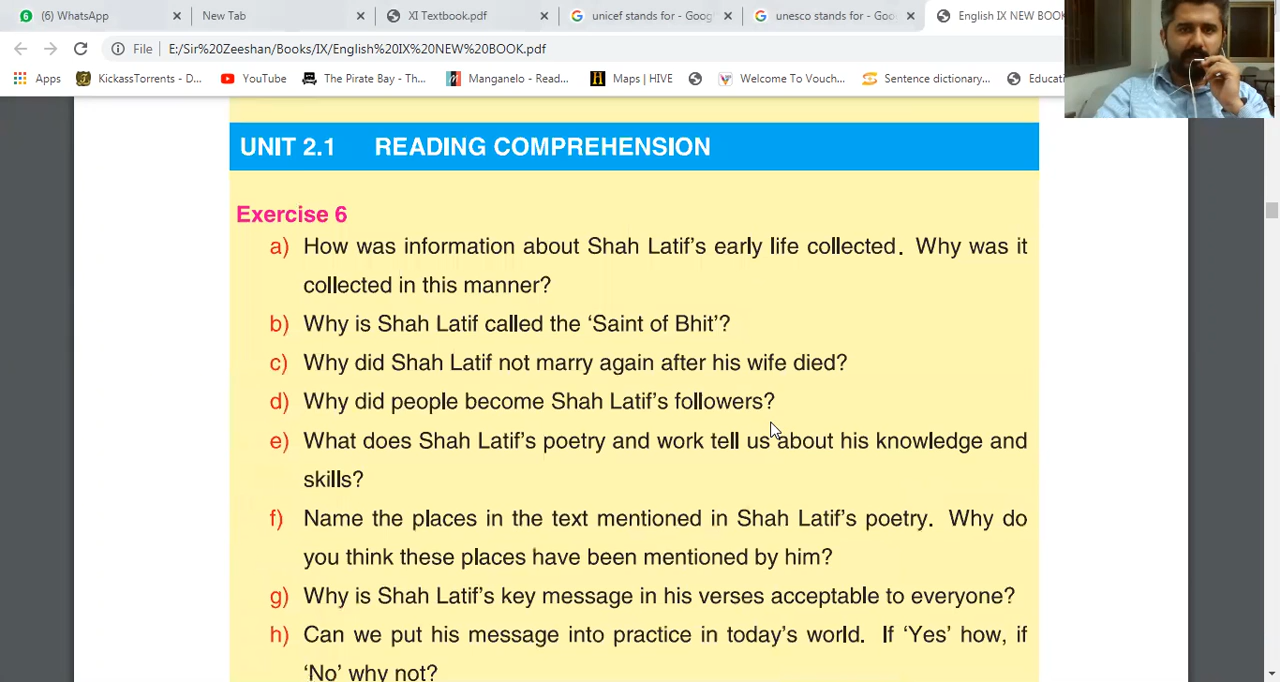 6 (6) WhatsApp
New Tab
XI Textbook.pdf
unicef stands for - Goog
unesco stands for - Goo
English IX NEW BOOK
File | E:/Sir%20Zeeshan/Books/IX/English%20IX%20NEW%20BOOK.pdf
Apps
KickassTorrents - D...
YouTube
The Pirate Bay - Th...
Manganelo - Read...
Maps | HIVE
Welcome To Vouch...
Sentence dictionary...
Educati
UNIT 2.1 READING COMPREHENSION
Exercise 6
a) How was information about Shah Latif's early life collected. Why was it
collected in this manner?
b) Why is Shah Latif called the 'Saint of Bhit'?
c) Why did Shah Latif not marry again after his wife died?
d) Why did people become Shah Latif's followers?
e) What does Shah Latif's poetry and work tell us about his knowledge and
skills?
f) Name the places in the text mentioned in Shah Latif's poetry. Why do
you think these places have been mentioned by him?
g) Why is Shah Latif's key message in his verses acceptable to everyone?
h) Can we put his message into practice in today's world. If 'Yes' how, if
'No' why not?